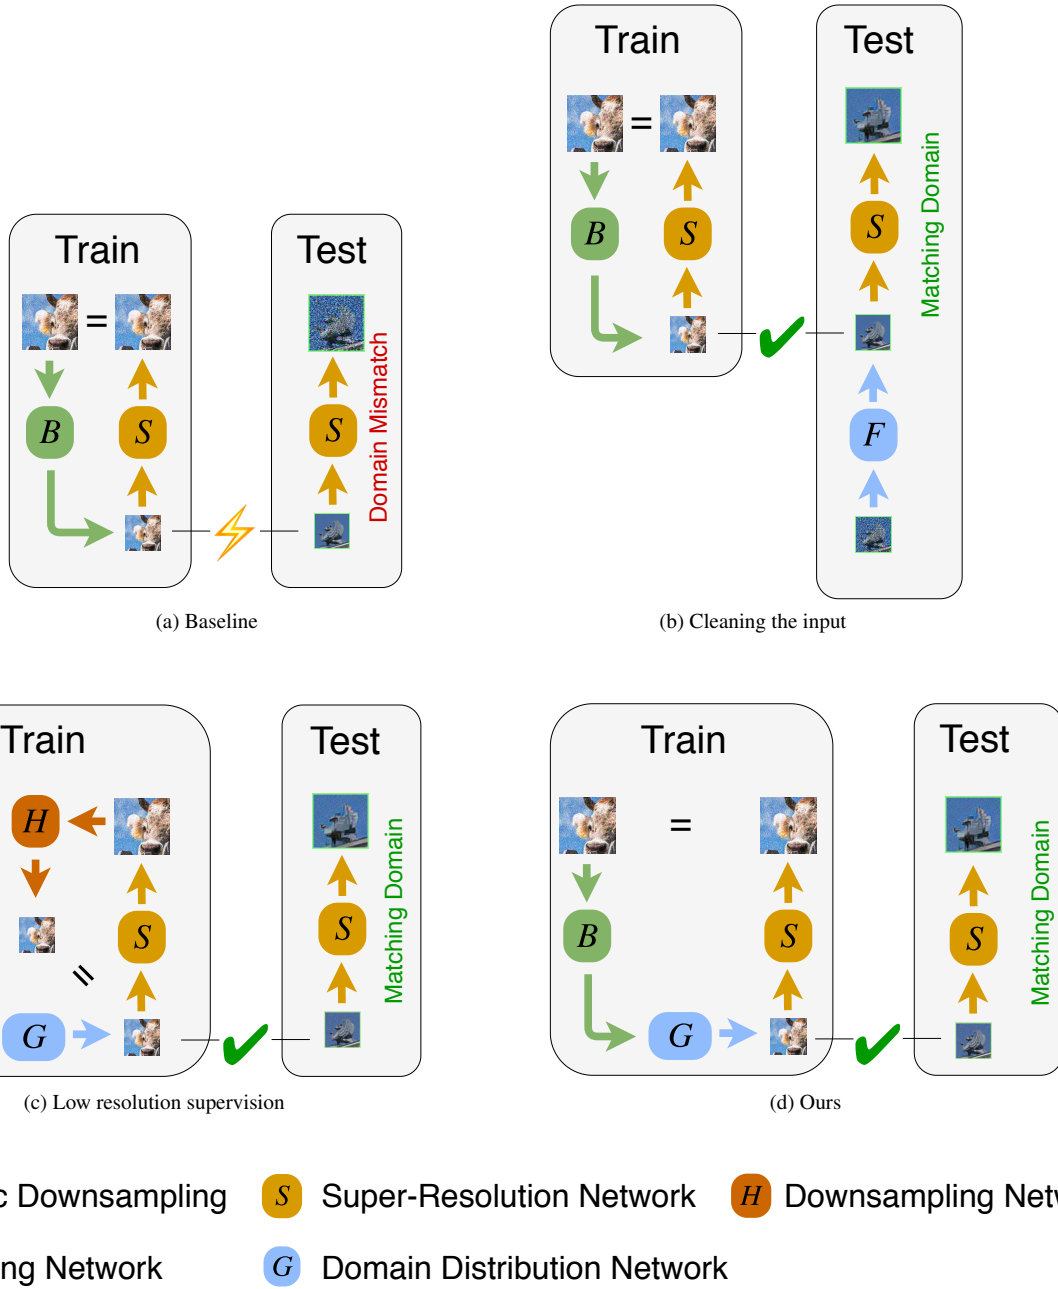 Train
Test
=
B
S
S
Domain Mismatch
(a) Baseline
Train
Test
=
B
S
S
F
Matching Domain
(b) Cleaning the input
Train
Test
H
S
S
=
G
Matching Domain
(c) Low resolution supervision
Train
Test
=
B
S
S
G
Matching Domain
(d) Ours
c Downsampling
S Super-Resolution Network
H Downsampling Netw
ng Network
G Domain Distribution Network